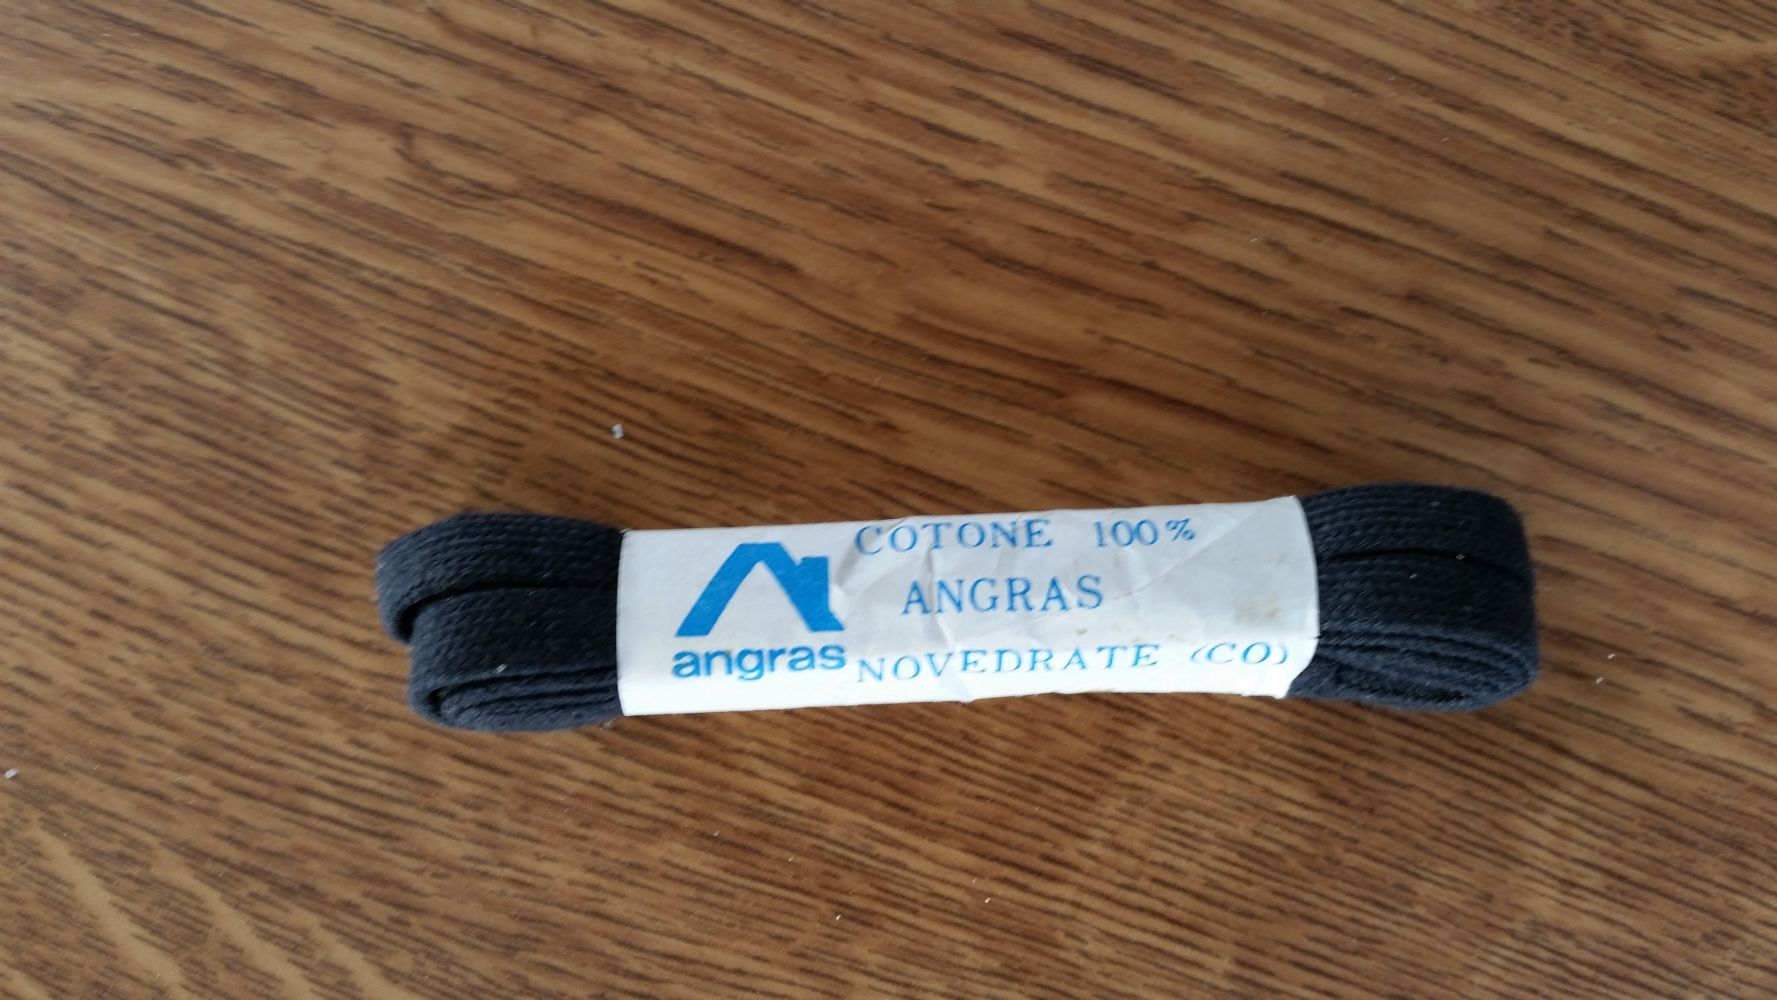 COTONE 100%
ANGRAS
angras
NOVEDRATE (CO)